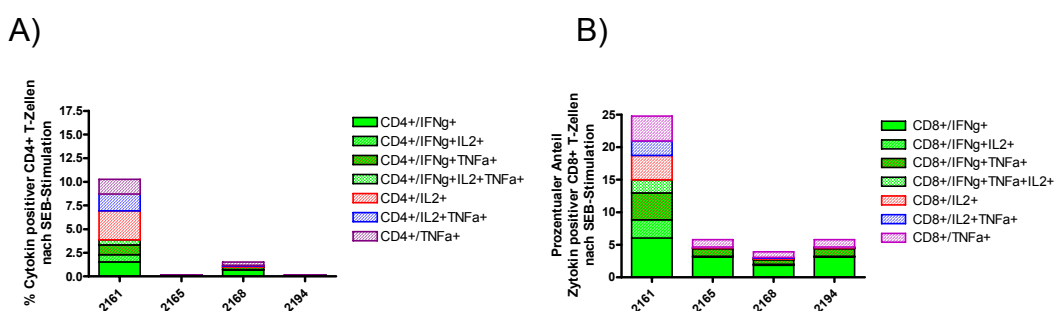 A)
B)
% Cytokin positiver CD4+ T-Zellen
nach SEB-Stimulation
17.5
15.0
12.5
10.0
7.5
5.0
2.5
0.0
2161
2165
2168
2194
CD4+/IFNg+
CD4+/IFNg+IL2+
CD4+/IFNg+TNFa+
CD4+/IFNg+IL2+TNFa+
CD4+/IL2+
CD4+/IL2+TNFa+
CD4+/TNFa+
Prozentualer Anteil
Zytokin positiver CD8+ T-Zellen
nach SEB-Stimulation
25
20
15
10
5
0
2161
2165
2168
2194
CD8+/IFNg+
CD8+/IFNg+IL2+
CD8+/IFNg+TNFa+
CD8+/IFNg+TNFa+IL2+
CD8+/IL2+
CD8+/IL2+TNFa+
CD8+/TNFa+